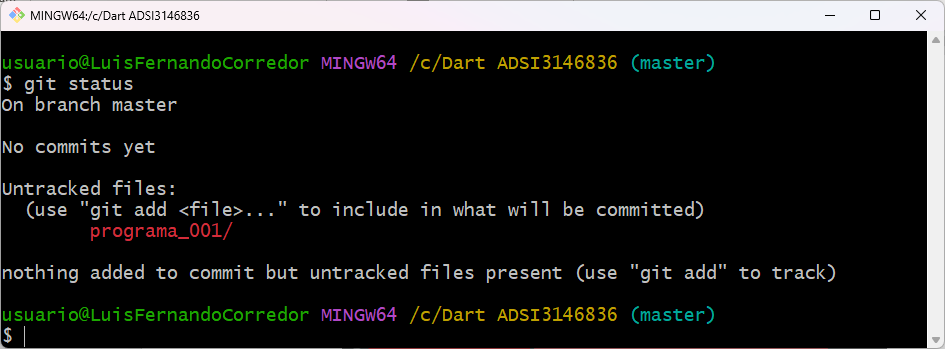 MINGW64:/c/Dart ADSI3146836
usuario@LuisFernandoCorredor MINGW64 /c/Dart ADSI3146836 (master)
$ git status
On branch master
No commits yet
Untracked files:
(use "git add <file>..." to include in what will be committed)
programa_001/
nothing added to commit but untracked files present (use "git add" to track)
usuario@LuisFernandoCorredor MINGW64 /c/Dart ADSI3146836 (master)
$